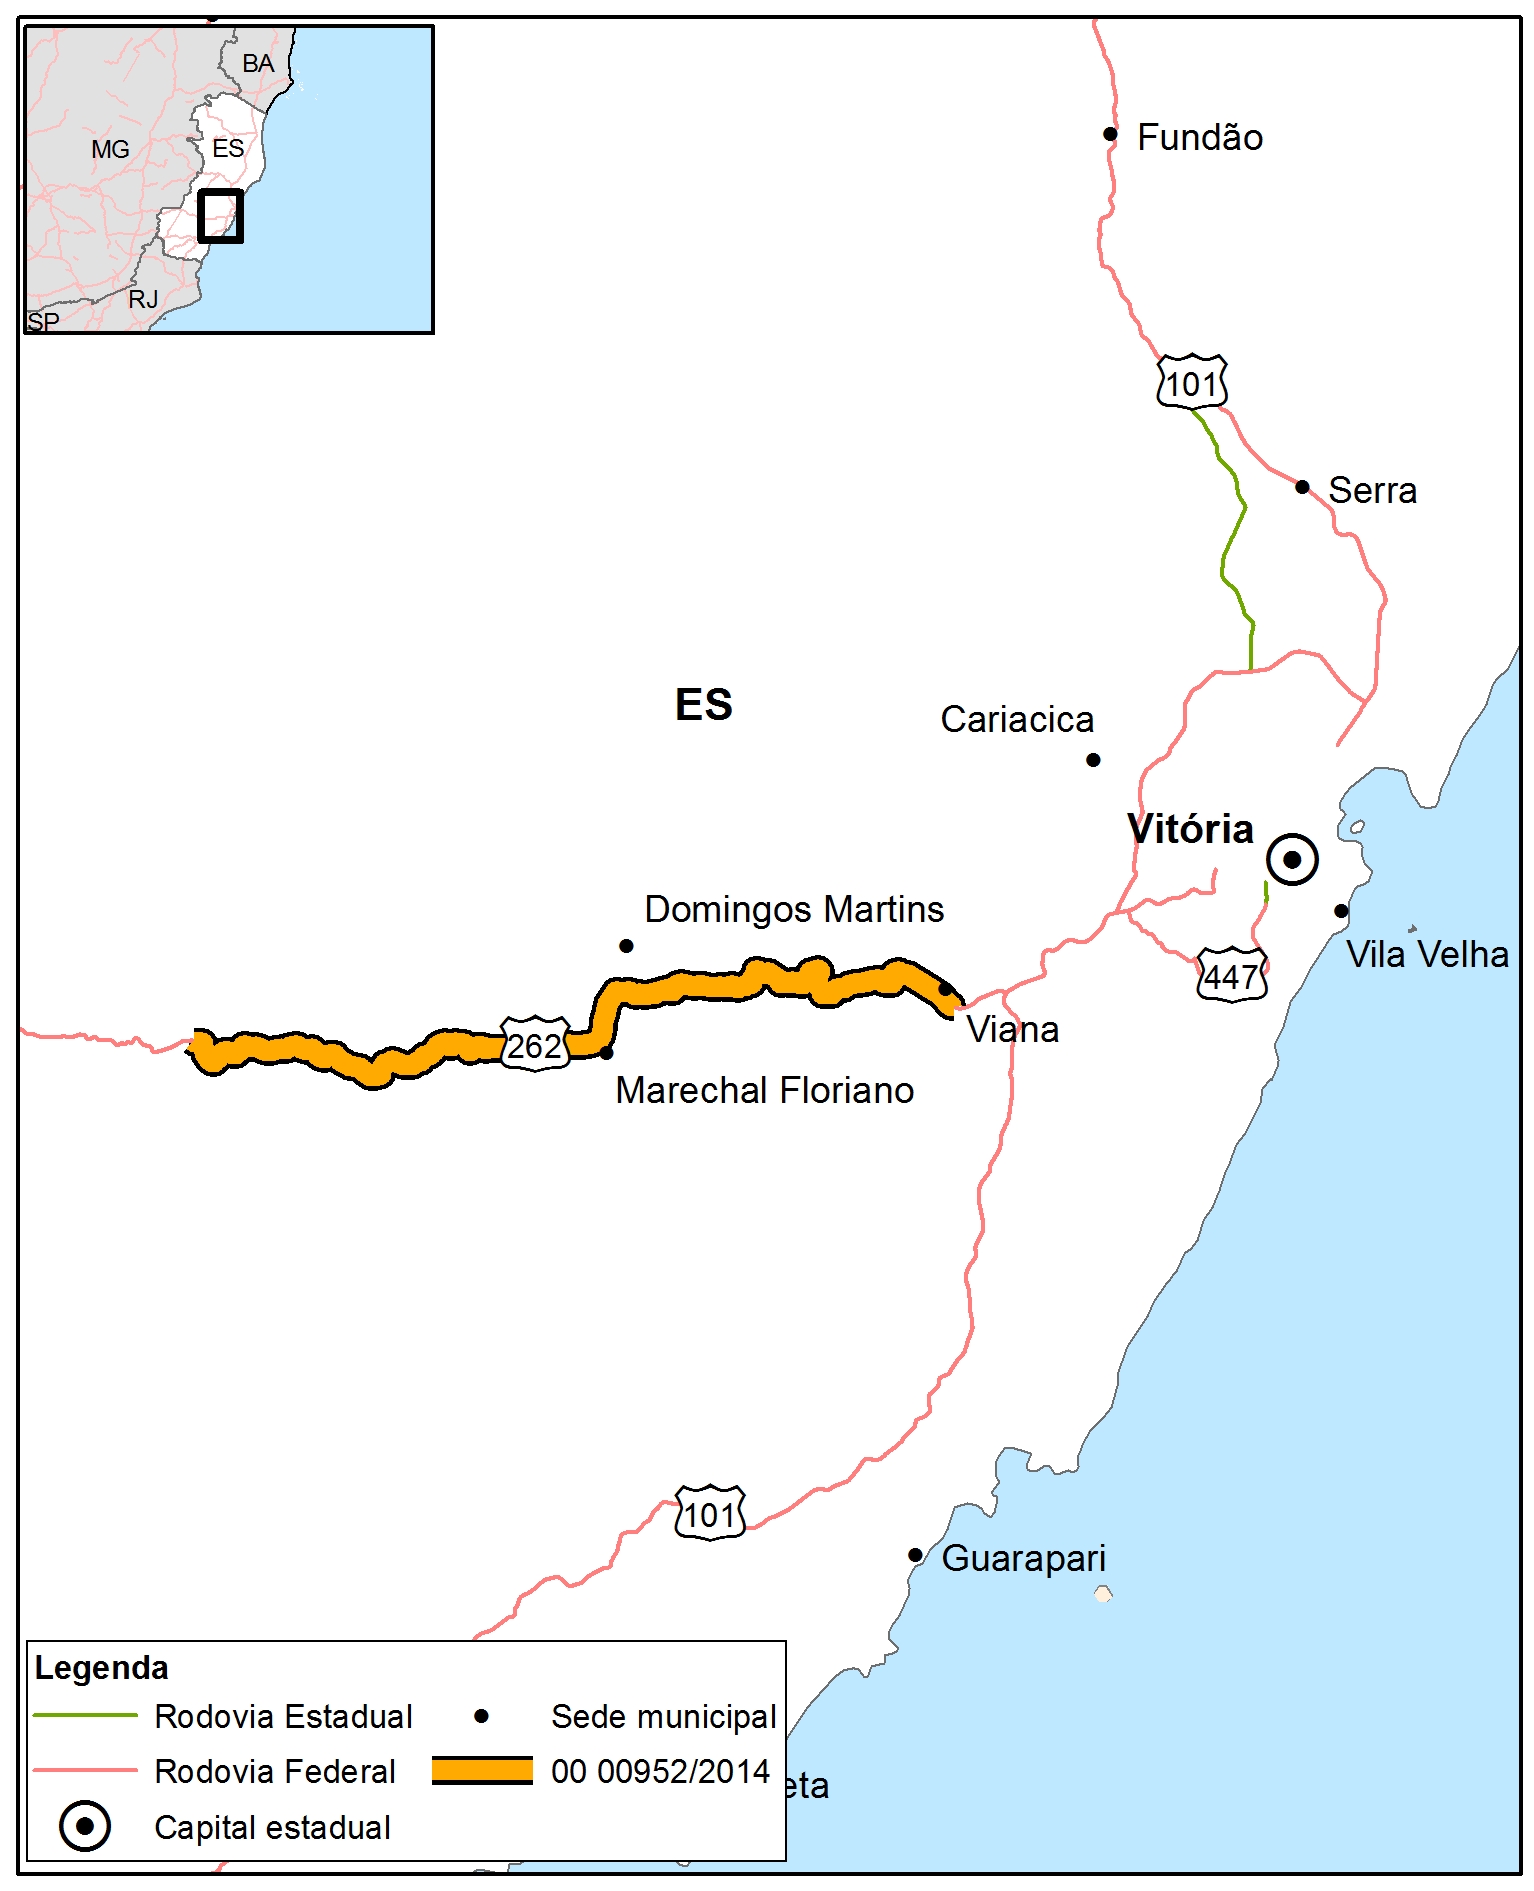 BA
MG
ES
RJ
SP
Fundão
101
Serra
ES
Cariacica
Vitória
Domingos Martins
Vila Velha
447
Viana
262
Marechal Floriano
101
Guarapari
Legenda
Rodovia Estadual
Sede municipal
Rodovia Federal
00 00952/2014
eta
Capital estadual